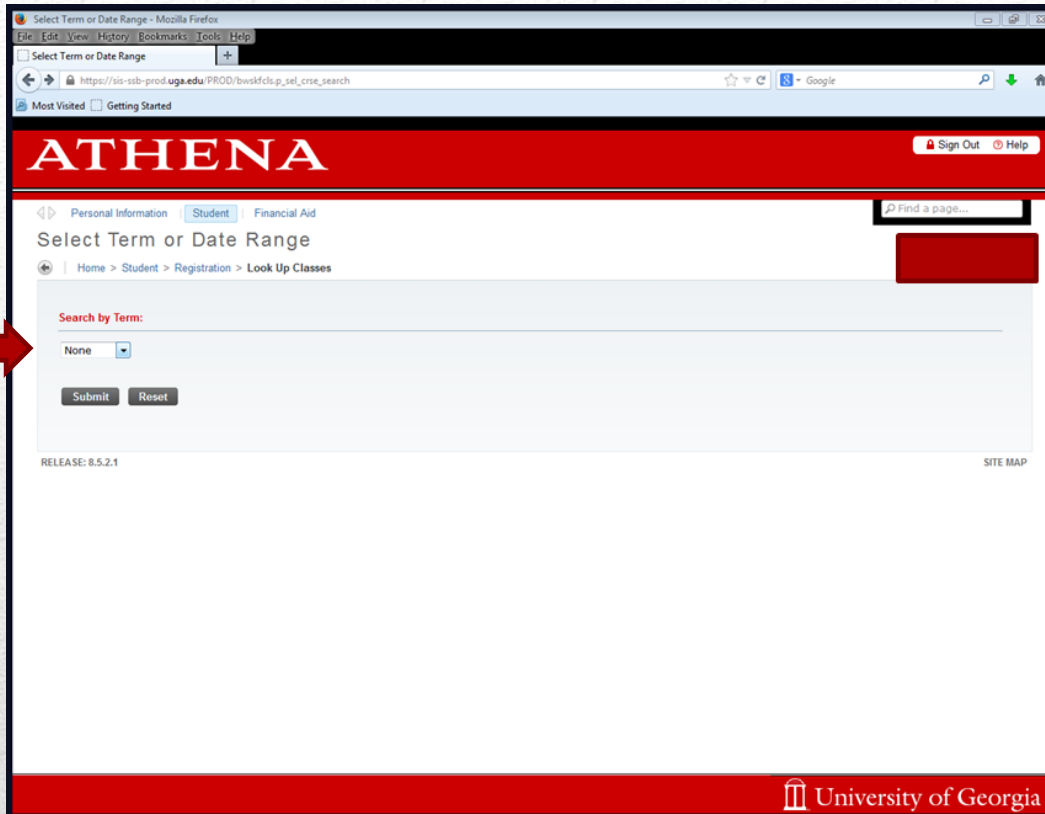 Select Term or Date Range - Mozilla Firefox
File Edit View History Bookmarks Tools Help
Select Term or Date Range +
https://sis-ssb-prod.uga.edu/PROD/bwskfcls.p_sel_crse_search 8 - Google
Most Visited Getting Started
ATHENA
Sign Out Help
Personal Information Student Financial Aid
Find a page...
Select Term or Date Range
Home > Student > Registration > Look Up Classes
Search by Term:
None
Submit Reset
RELEASE: 8.5.2.1 SITE MAP
University of Georgia